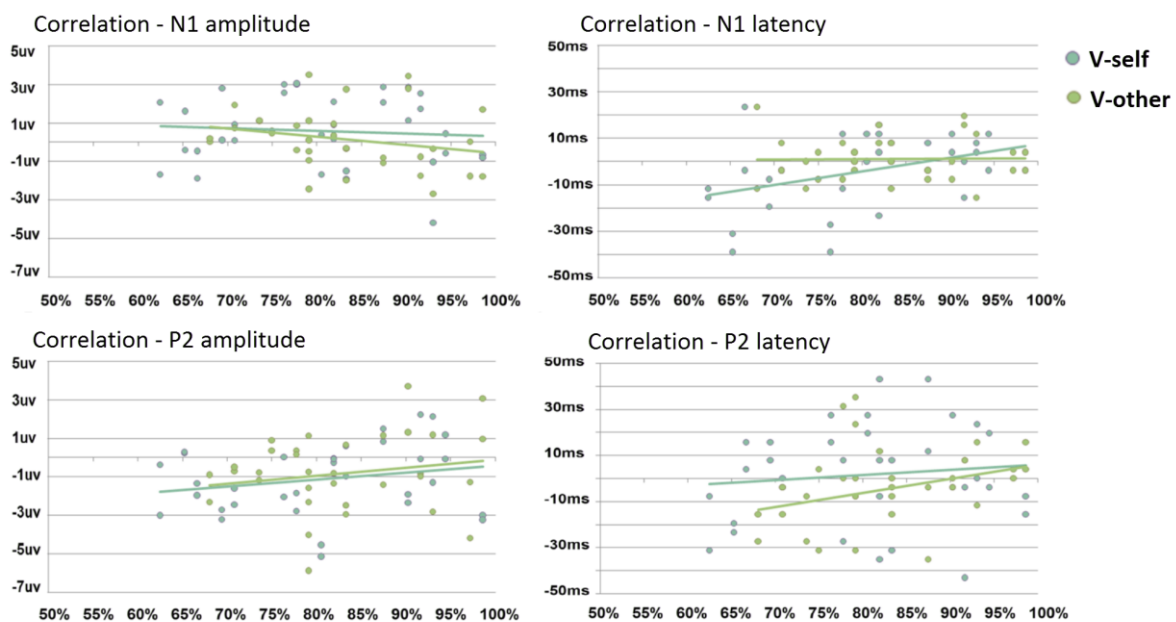 Correlation - N1 amplitude
5uv
3uv
1uv
-1uv
-3uv
-5uv
-7uv
50% 55% 60% 65% 70% 75% 80% 85% 90% 95% 100%
Correlation - N1 latency
50ms
30ms
10ms
-10ms
-30ms
-50ms
50% 55% 60% 65% 70% 75% 80% 85% 90% 95% 100%
V-self
V-other
Correlation - P2 amplitude
5uv
3uv
1uv
-1uv
-3uv
-5uv
-7uv
50% 55% 60% 65% 70% 75% 80% 85% 90% 95% 100%
Correlation - P2 latency
50ms
30ms
10ms
-10ms
-30ms
-50ms
50% 55% 60% 65% 70% 75% 80% 85% 90% 95% 100%